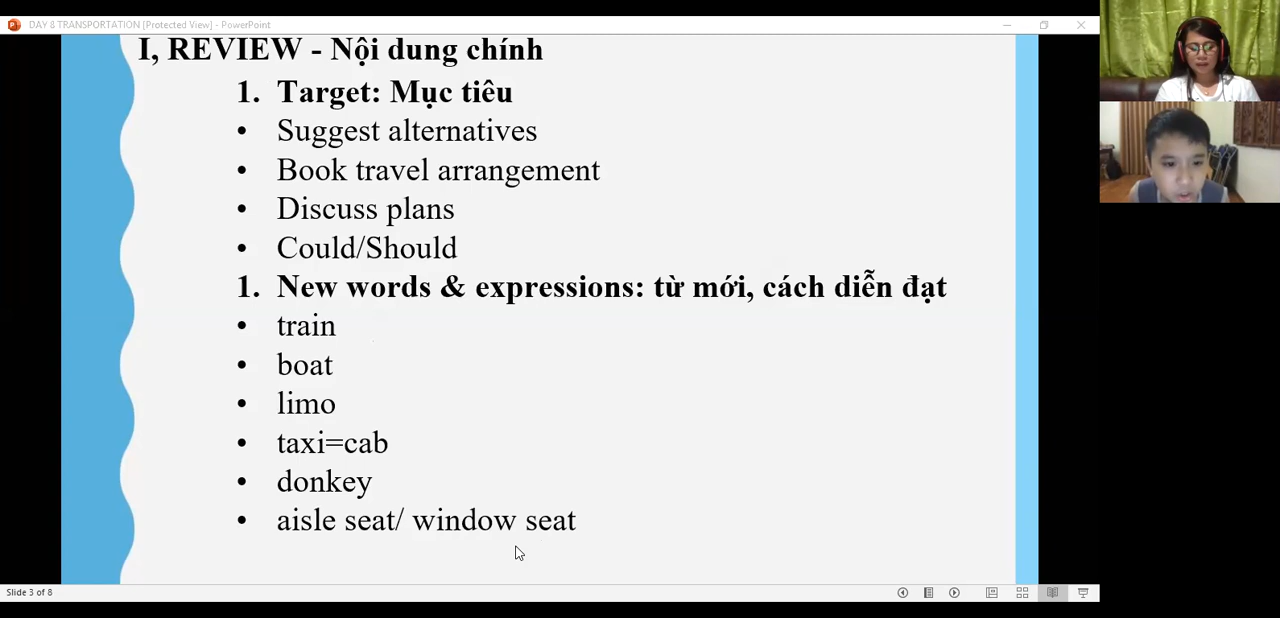 DAY 8 TRANSPORTATION [Protected View] - PowerPoint
I, REVIEW - Nội dung chính
1. Target: Mục tiêu
• Suggest alternatives
• Book travel arrangement
• Discuss plans
• Could/Should
1. New words & expressions: từ mới, cách diễn đạt
• train
• boat
• limo
• taxi=cab
• donkey
• aisle seat/ window seat
Slide 3 of 8